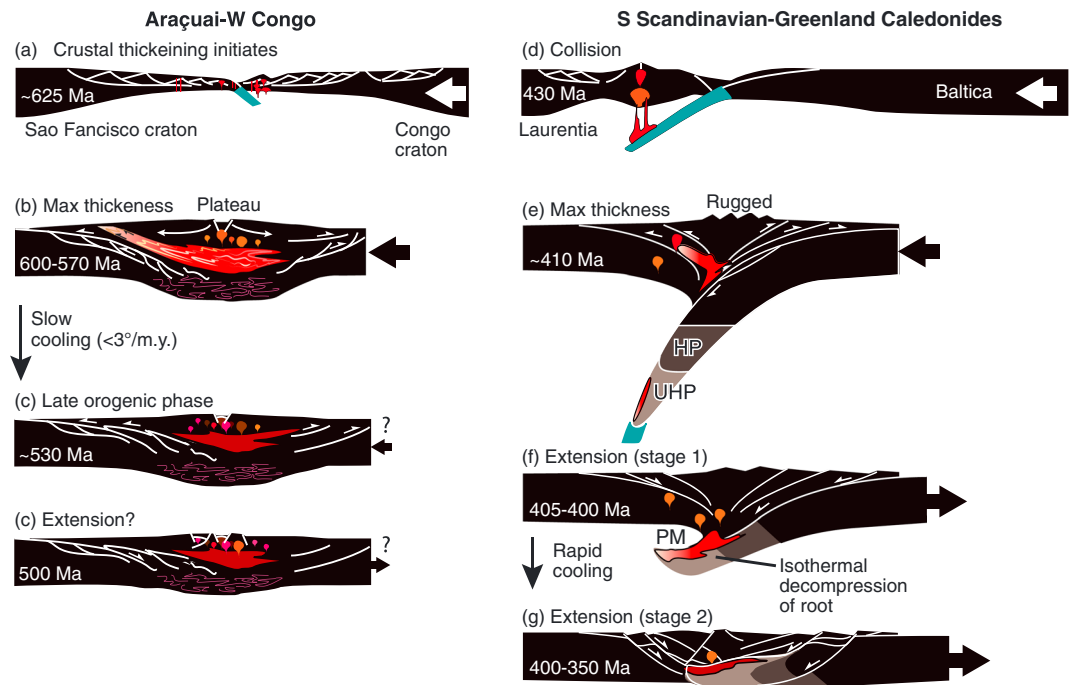 Araçuai-W Congo
(a) Crustal thickeining initiates
~625 Ma
Sao Fancisco craton
Congo
craton
(b) Max thickeness
Plateau
600-570 Ma
Slow
cooling (<3°/m.y.)
(c) Late orogenic phase
?
~530 Ma
(c) Extension?
?
500 Ma
S Scandinavian-Greenland Caledonides
(d) Collision
430 Ma
Baltica
Laurentia
(e) Max thickness
Rugged
~410 Ma
HP
UHP
(f) Extension (stage 1)
405-400 Ma
PM
Rapid
cooling
Isothermal
decompression
of root
(g) Extension (stage 2)
400-350 Ma